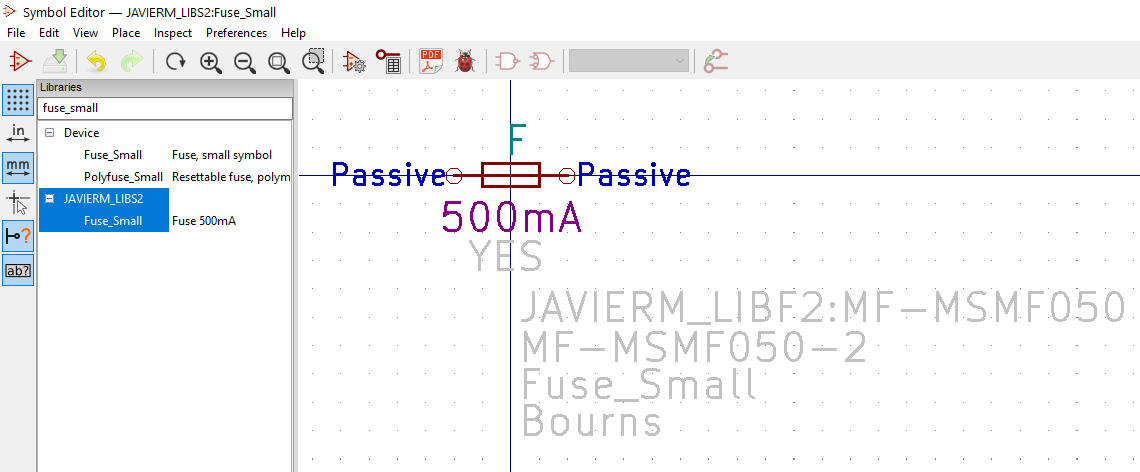 Symbol Editor — JAVIERM_LIBS2:Fuse_Small
File Edit View Place Inspect Preferences Help
PDF
Libraries
in
mm
ab?
?
fuse_small
Device
Fuse_Small Fuse, small symbol
Polyfuse_Small Resettable fuse, polym
JAVIERM_LIBS2
Fuse_Small Fuse 500mA
F
Passive Passive
500mA
YES
JAVIERM_LIBF2:MF-MSMF050
MF-MSMF050-2
Fuse_Small
Bourns